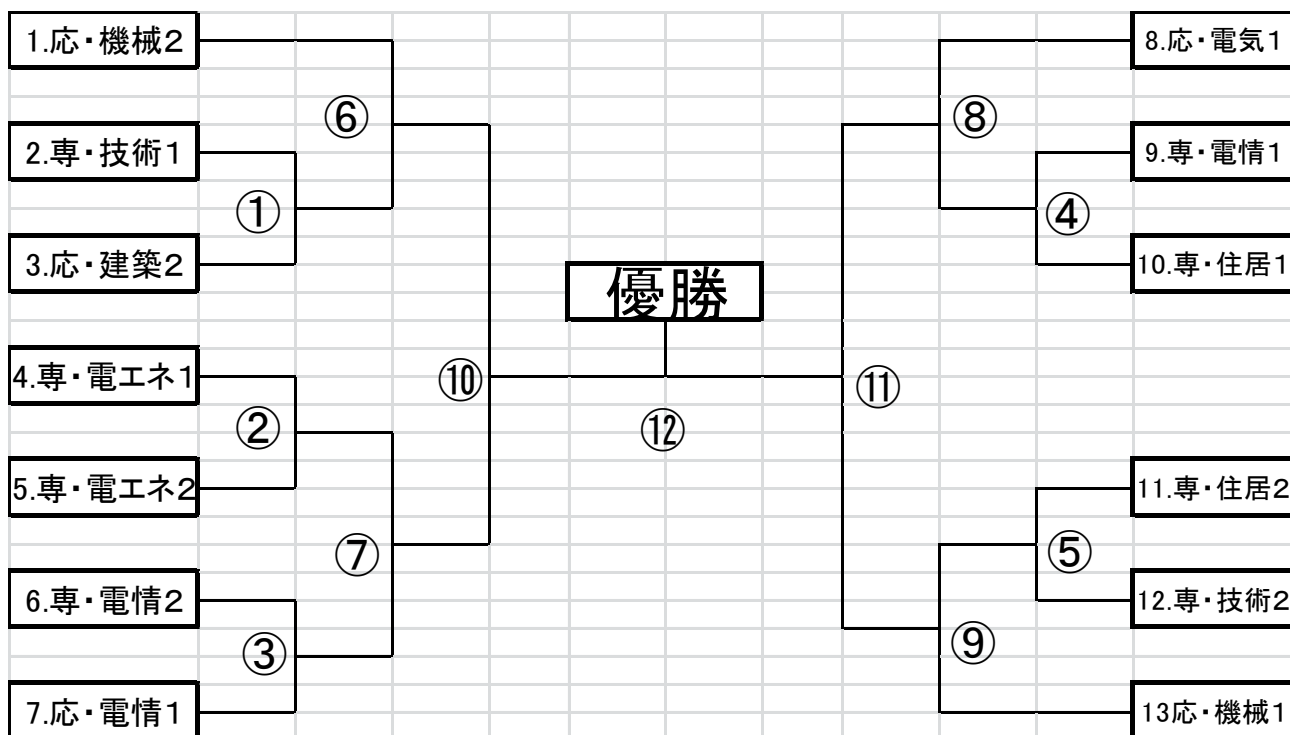 1.応・機械2
8.応・電気1
⑥
⑧
2.専・技術1
9.専・電情1
①
④
3.応・建築2
10.専・住居1
優勝
4.専・電エネ1
⑩
⑪
②
⑫
5.専・電エネ2
11.専・住居2
⑦
⑤
6.専・電情2
12.専・技術2
③
⑨
7.応・電情1
13応・機械1